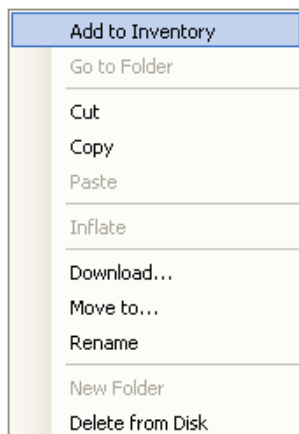 Add to Inventory
Go to Folder
Cut
Copy
Paste
Inflate
Download...
Move to...
Rename
New Folder
Delete from Disk